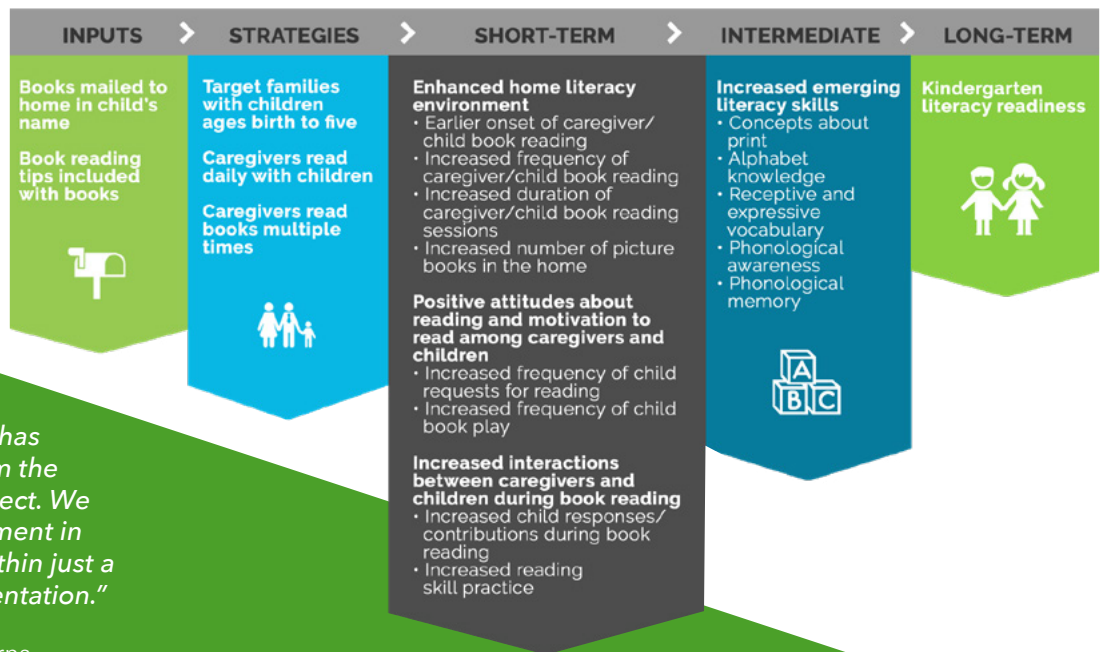 INPUTS
STRATEGIES
SHORT-TERM
INTERMEDIATE
LONG-TERM
Books mailed to
home in child's
name
Book reading
tips included
with books
Target families
with children
ages birth to five
Caregivers read
daily with children
Caregivers read
books multiple
times
Enhanced home literacy
environment
• Earlier onset of caregiver/
child book reading
• Increased frequency of
caregiver/child book reading
• Increased duration of
caregiver/child book reading
sessions
• Increased number of picture
books in the home
Positive attitudes about
reading and motivation to
read among caregivers and
children
• Increased frequency of child
requests for reading
• Increased frequency of child
book play
Increased interactions
between caregivers and
children during book reading
• Increased child responses/
contributions during book
reading
• Increased reading
skill practice
Increased emerging
literacy skills
• Concepts about
print
• Alphabet
knowledge
• Receptive and
expressive
vocabulary
• Phonological
awareness
• Phonological
memory
A
B C
Kindergarten
literacy readiness
has
the
We
in
just a